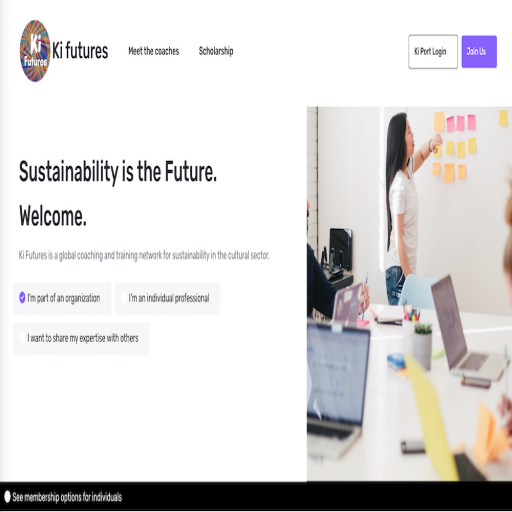 Ki
Futures
Ki futures
Meet the coaches
Scholarship
Ki Port Login
Join Us
Sustainability is the Future.
Welcome.
Ki Futures is a global coaching and training network for sustainability in the cultural sector.
I'm part of an organization
I'm an individual professional
I want to share my expertise with others
See membership options for individuals